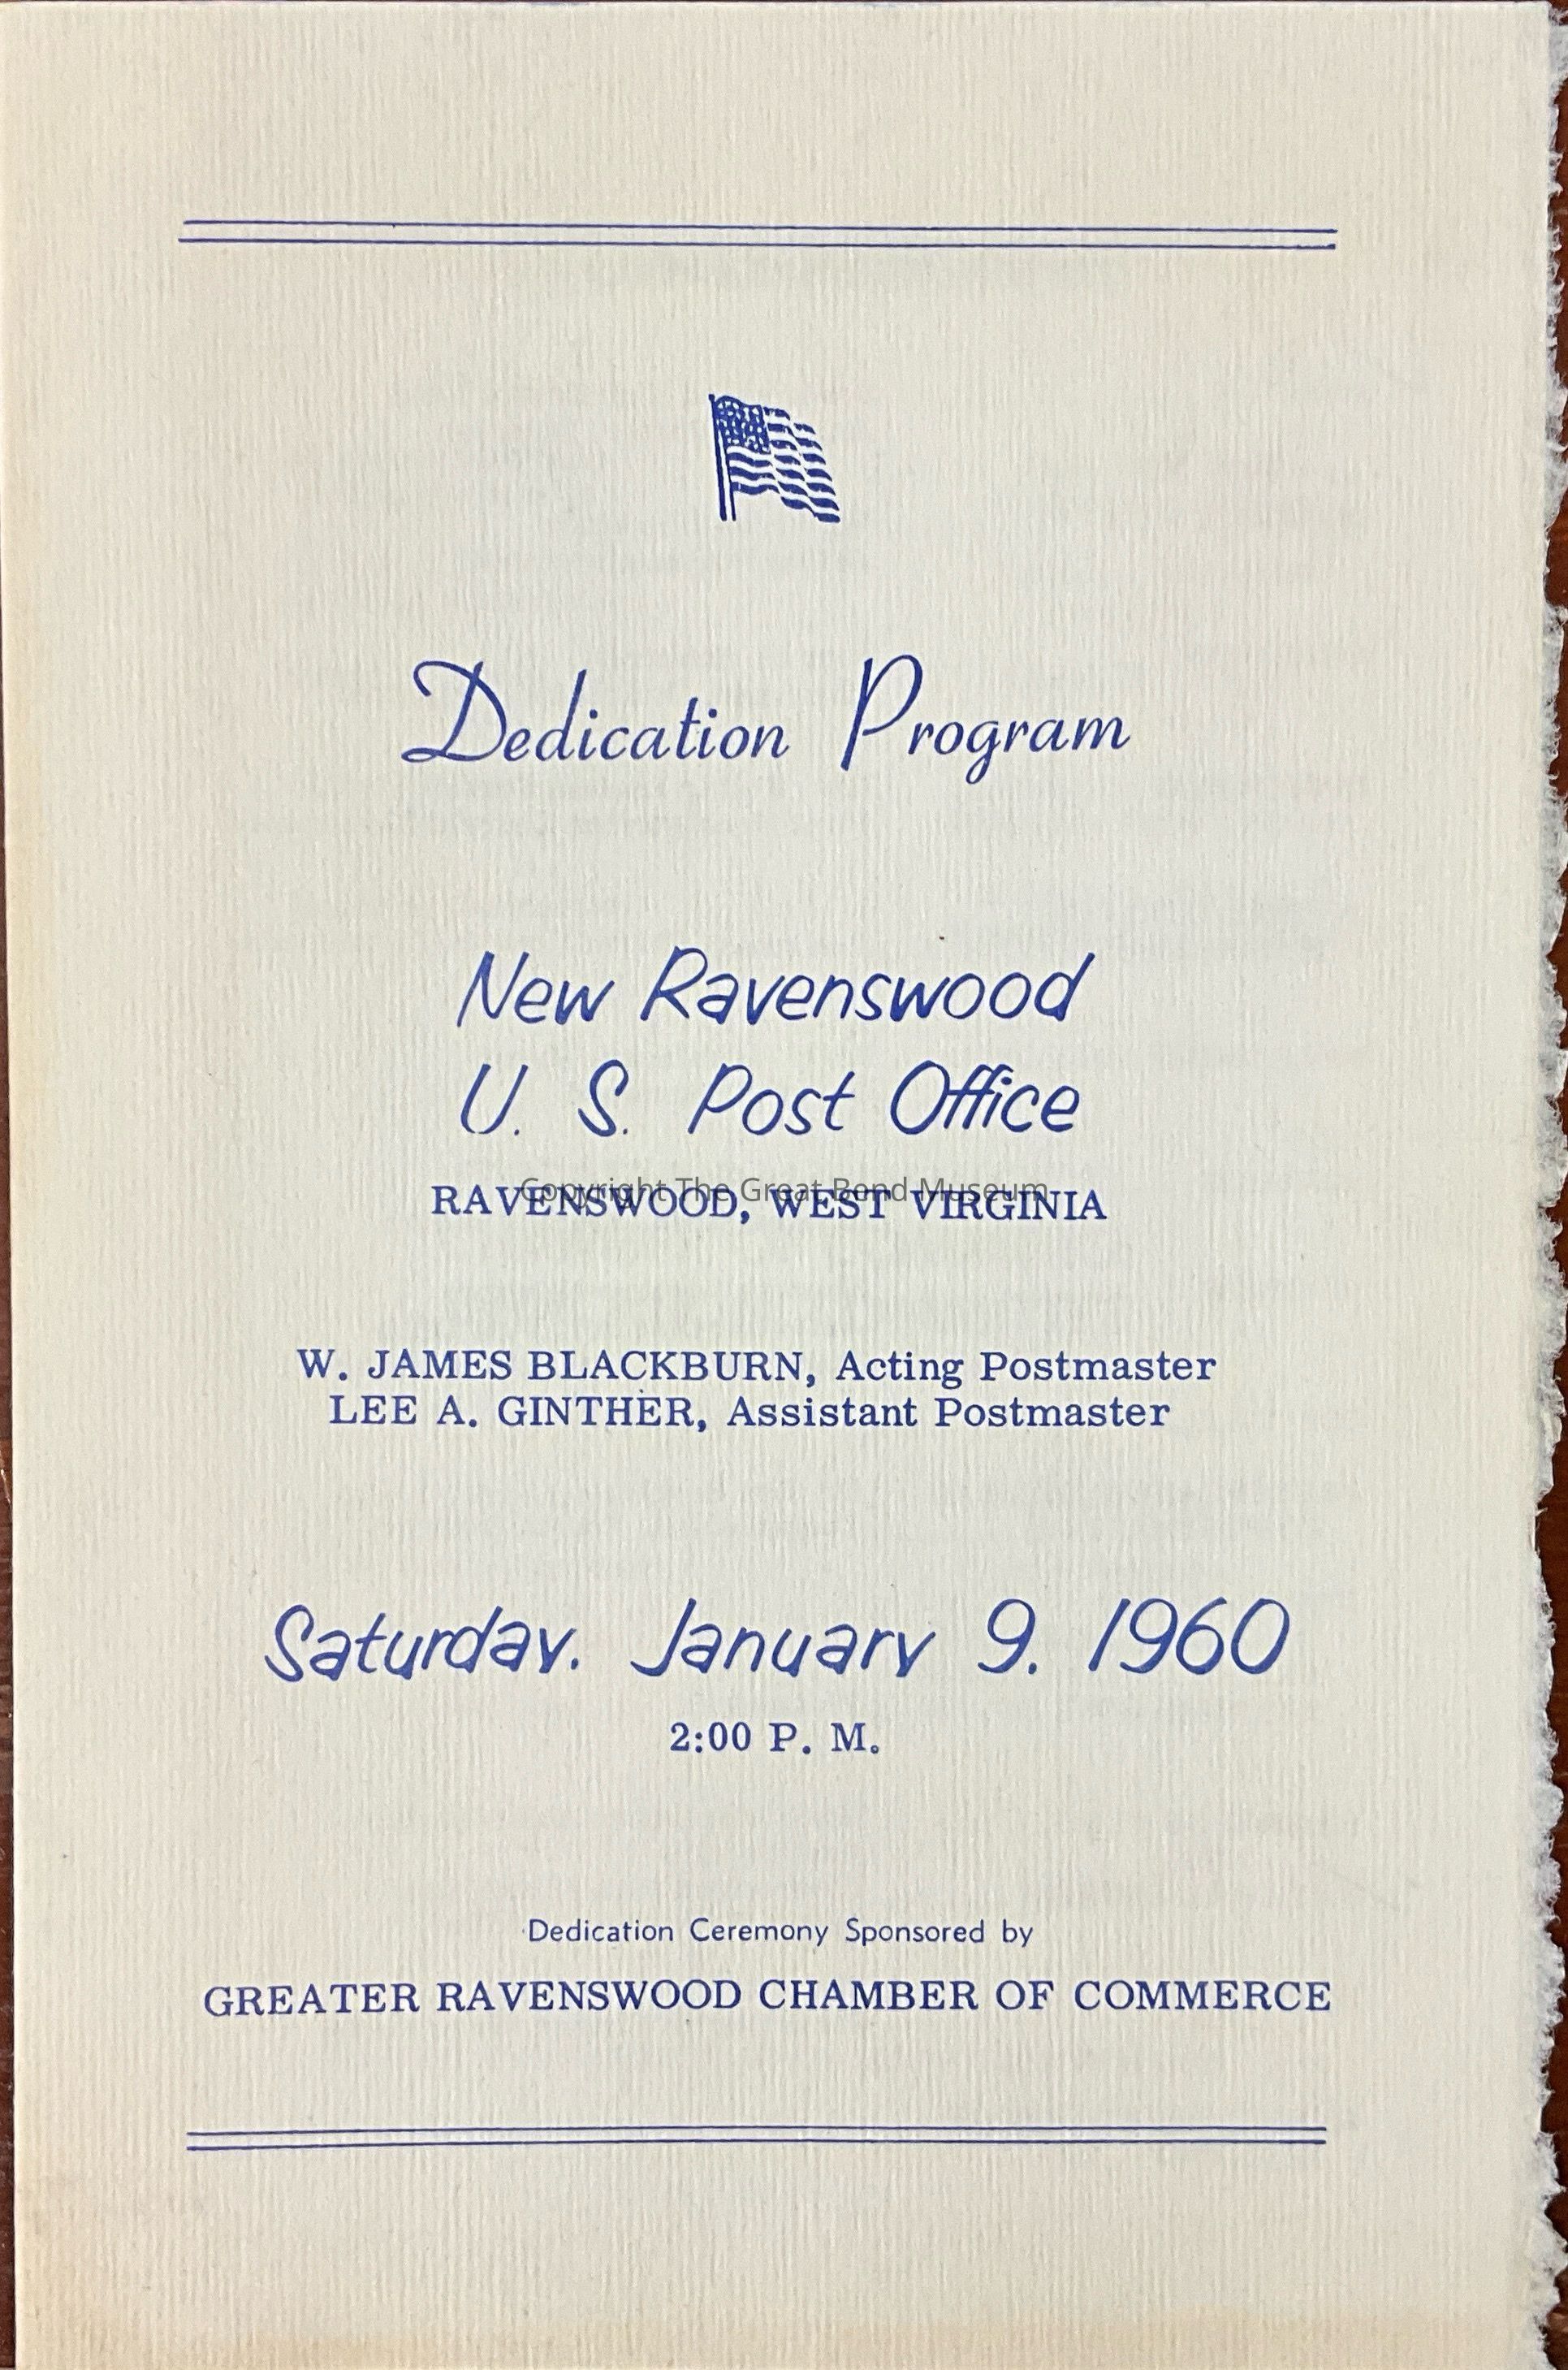 Dedication Program
New Ravenswood
U. S. Post Office
Copyright The Great Bend Museum
RAVENSWOOD, WEST VIRGINIA
W. JAMES BLACKBURN, Acting Postmaster
LEE A. GINTHER, Assistant Postmaster
Saturday, January 9, 1960
2:00 P. M.
Dedication Ceremony Sponsored by
GREATER RAVENSWOOD CHAMBER OF COMMERCE